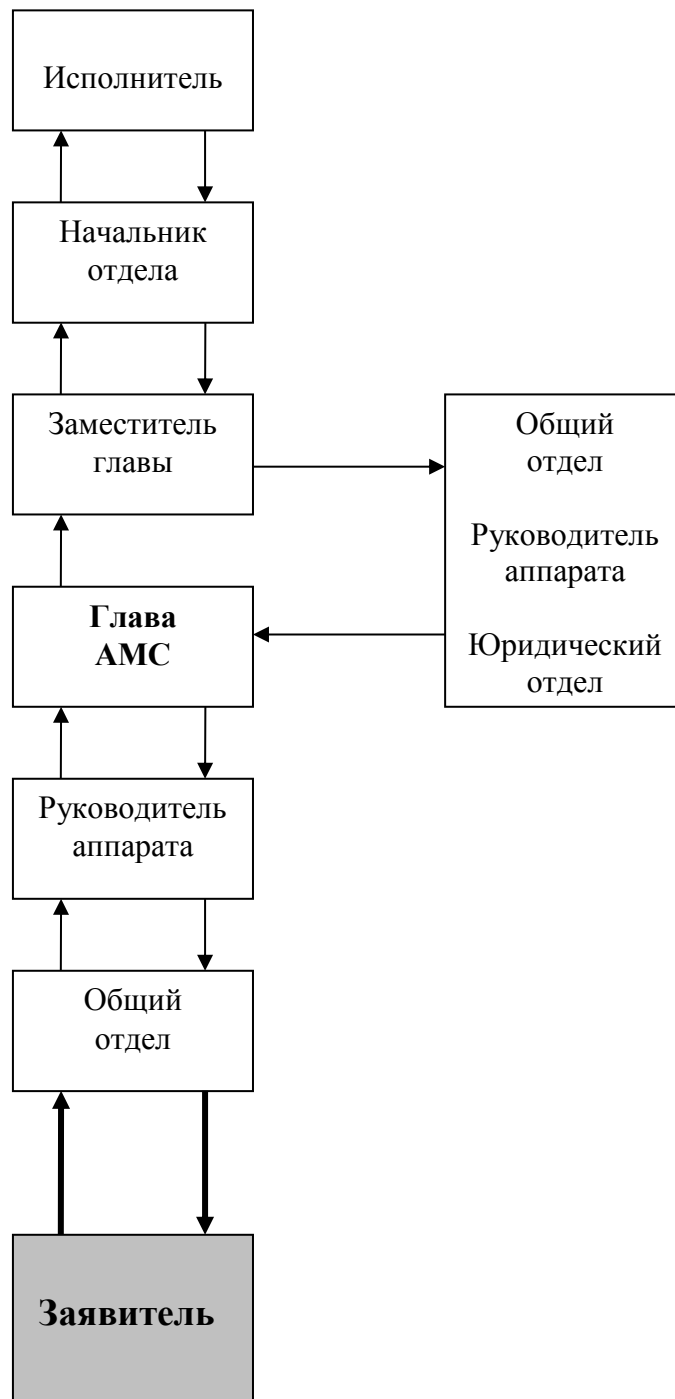 Исполнитель
Начальник
отдела
Заместитель
главы
Общий
отдел
Руководитель
аппарата
Юридический
отдел
Глава
АМС
Руководитель
аппарата
Общий
отдел
Заявитель